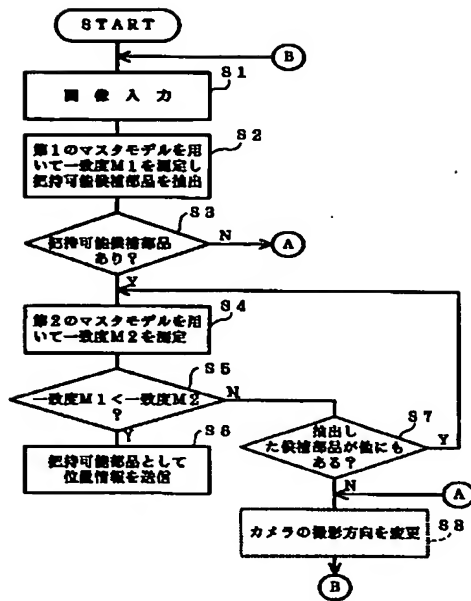 START
B
S1
画像入力
S2
第1のマスタモデルを用
いて一致度M1を測定し
把持可能候補部品を抽出
S3
把持可能候補部品
あり?
N
A
Y
S4
第2のマスタモデルを用
いて一致度M2を測定
S5
一致度M1<一致度M2
?
N
Y
S6
把持可能部品として
位置情報を送信
S7
抽出し
た候補部品が他にも
ある?
Y
N
A
S8
カメラの撮影方向を変更
B